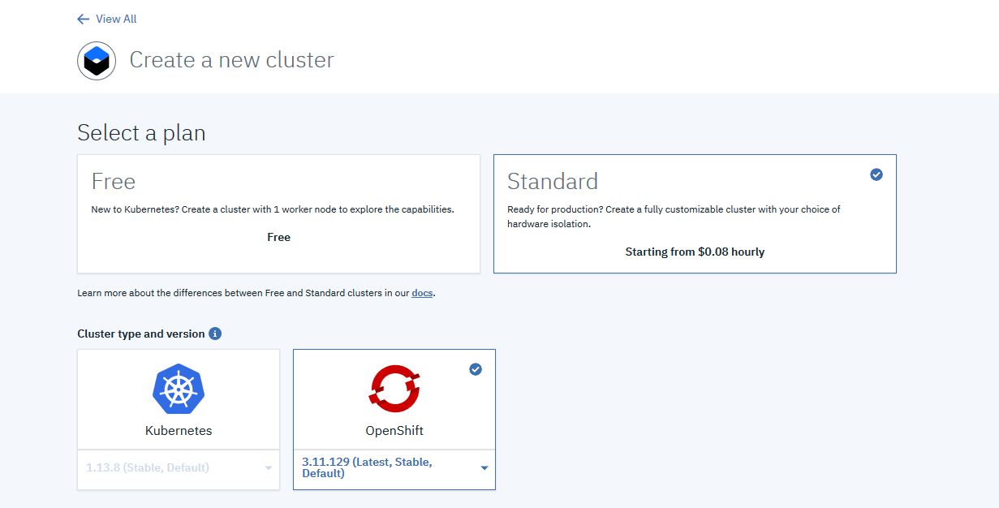 View All
Create a new cluster
Select a plan
Free
New to Kubernetes? Create a cluster with 1 worker node to explore the capabilities.
Free
Standard
Ready for production? Create a fully customizable cluster with your choice of
hardware isolation.
Starting from $0.08 hourly
Learn more about the differences between Free and Standard clusters in our docs.
Cluster type and version i
Kubernetes
1.13.8 (Stable, Default)
OpenShift
3.11.129 (Latest, Stable,
Default)